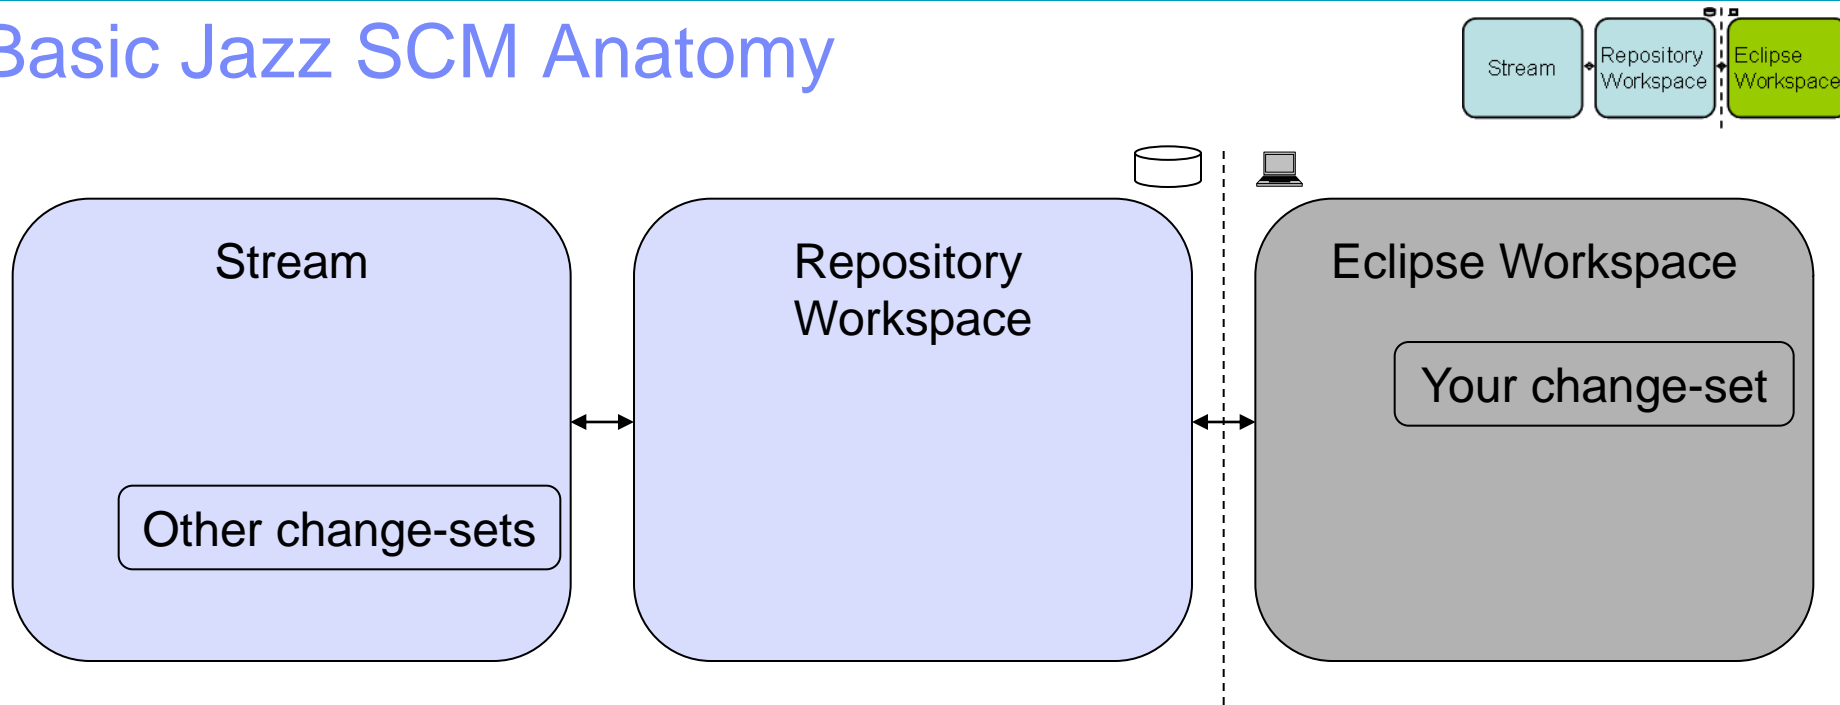 Basic Jazz SCM Anatomy
Stream
Repository
Workspace
Eclipse
Workspace
Stream
Repository
Workspace
Eclipse Workspace
Your change-set
Other change-sets